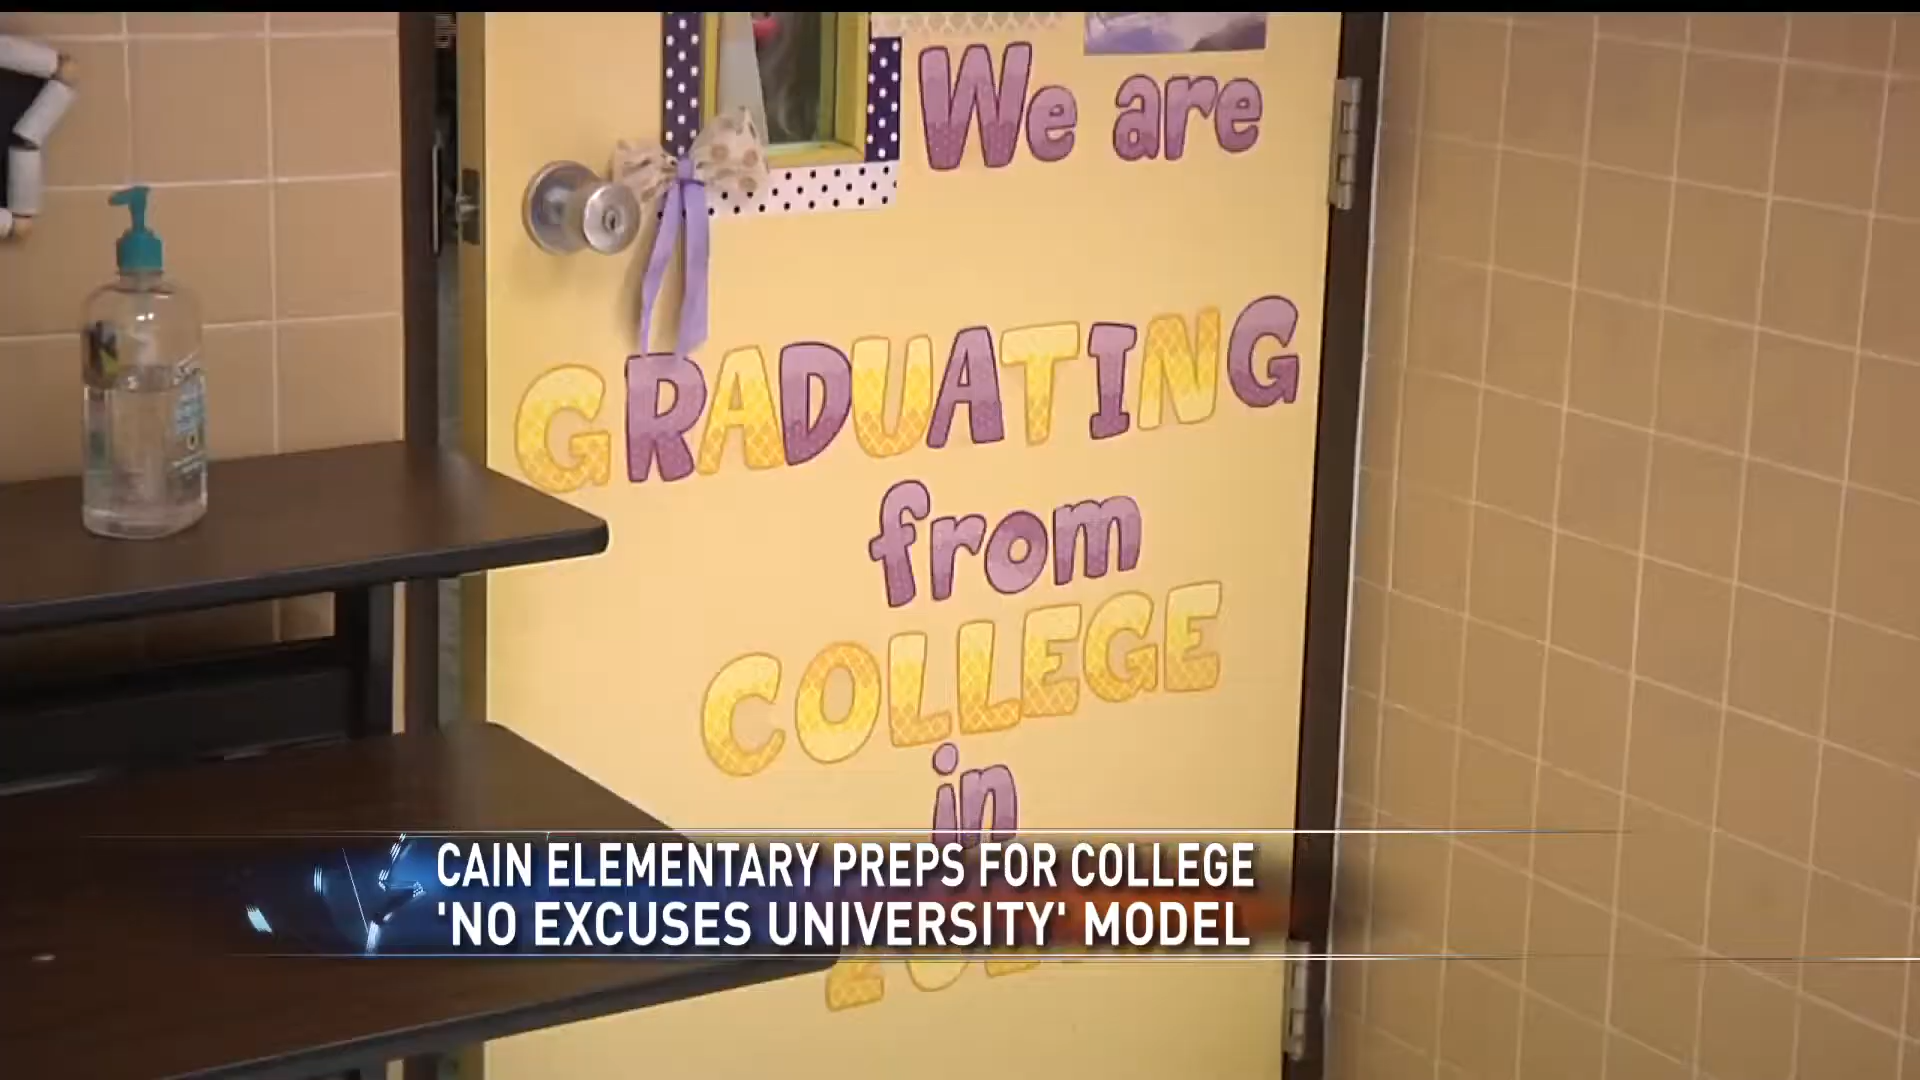 We are
GRADUATING
from
COLLEGE
in
CAIN ELEMENTARY PREPS FOR COLLEGE
'NO EXCUSES UNIVERSITY' MODEL